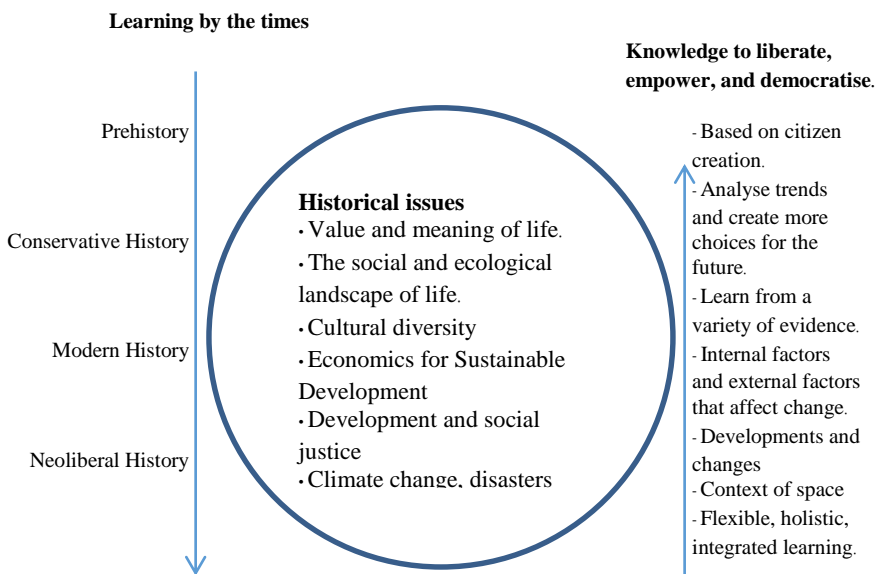 Learning by the times
Prehistory
Conservative History
Modern History
Neoliberal History
Historical issues
• Value and meaning of life.
• The social and ecological
landscape of life.
• Cultural diversity
• Economics for Sustainable
Development
• Development and social
justice
• Climate change, disasters
Knowledge to liberate,
empower, and democratise.
- Based on citizen
creation.
- Analyse trends
and create more
choices for the
future.
- Learn from a
variety of evidence.
- Internal factors
and external factors
that affect change.
- Developments and
changes
- Context of space
- Flexible, holistic,
integrated learning.